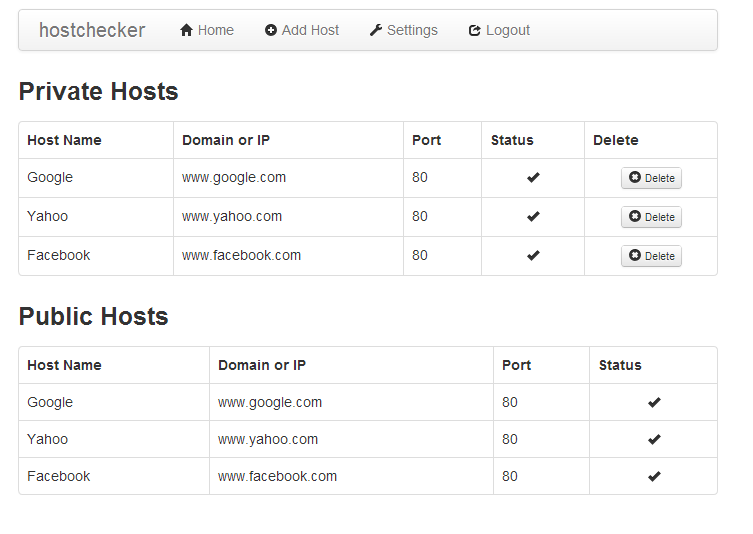 hostchecker Home Add Host Settings Logout
Private Hosts
Host Name Domain or IP Port Status Delete
Google www.google.com 80 Delete
Yahoo www.yahoo.com 80 Delete
Facebook www.facebook.com 80 Delete
Public Hosts
Host Name Domain or IP Port Status
Google www.google.com 80
Yahoo www.yahoo.com 80
Facebook www.facebook.com 80